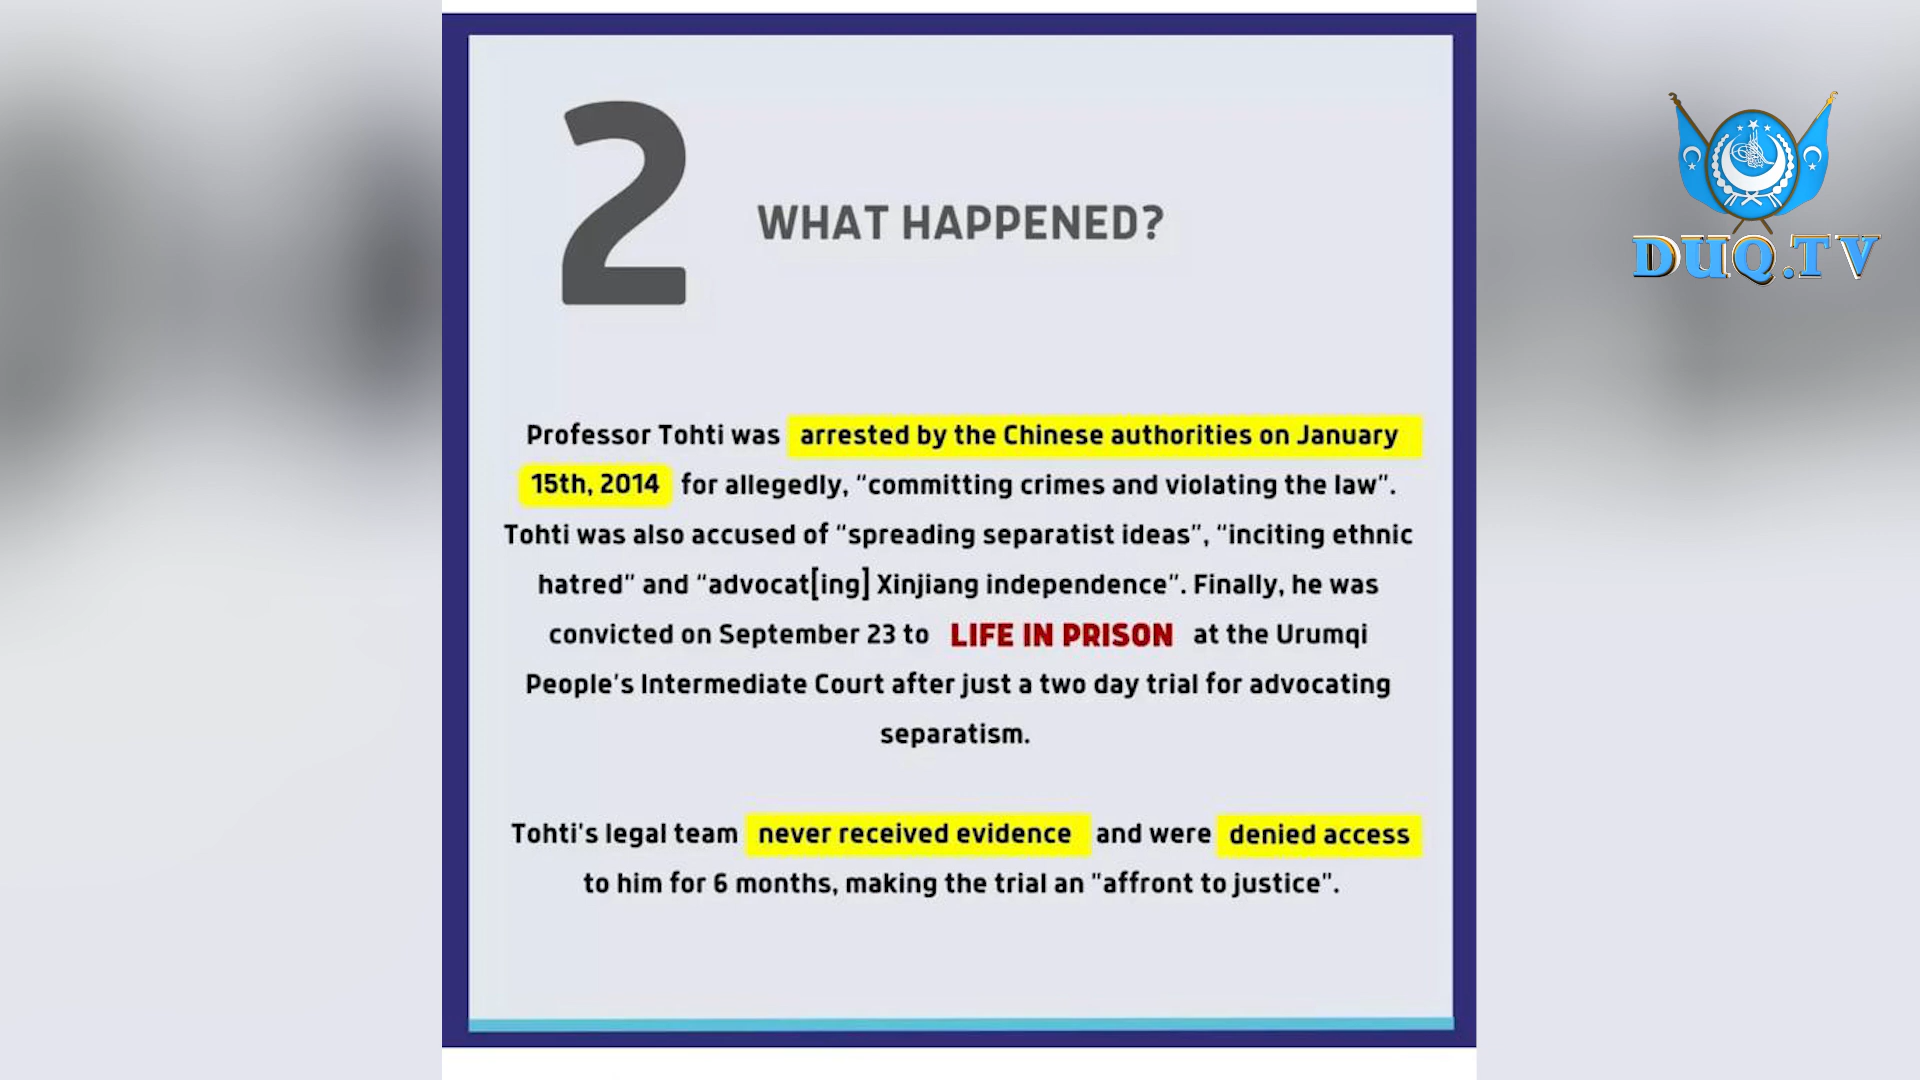 2
WHAT HAPPENED?
DUQ.TV
Professor Tohti was arrested by the Chinese authorities on January
15th, 2014 for allegedly, “committing crimes and violating the law”.
Tohti was also accused of “spreading separatist ideas”, “inciting ethnic
hatred” and “advocat[ing] Xinjiang independence”. Finally, he was
convicted on September 23 to LIFE IN PRISON at the Urumqi
People’s Intermediate Court after just a two day trial for advocating
separatism.
Tohti’s legal team never received evidence and were denied access
to him for 6 months, making the trial an “affront to justice”.